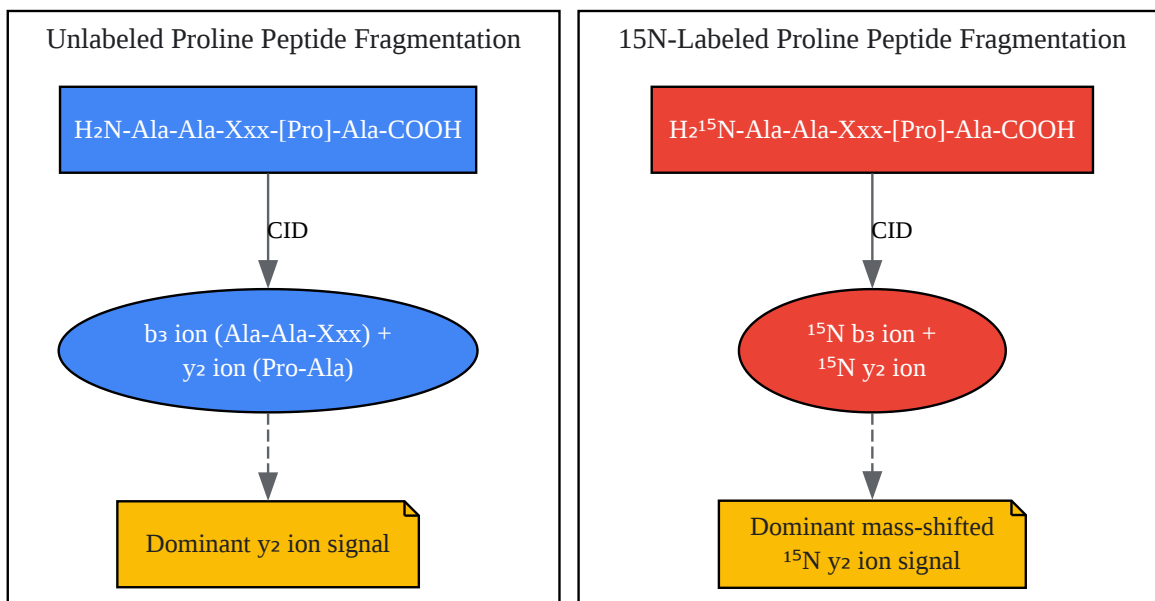 Unlabeled Proline Peptide Fragmentation
H₂N-Ala-Ala-Xxx-[Pro]-Ala-COOH
CID
b₃ ion (Ala-Ala-Xxx) +
y₂ ion (Pro-Ala)
Dominant y₂ ion signal
15N-Labeled Proline Peptide Fragmentation
H₂¹⁵N-Ala-Ala-Xxx-[Pro]-Ala-COOH
CID
¹⁵N b₃ ion +
¹⁵N y₂ ion
Dominant mass-shifted
¹⁵N y₂ ion signal